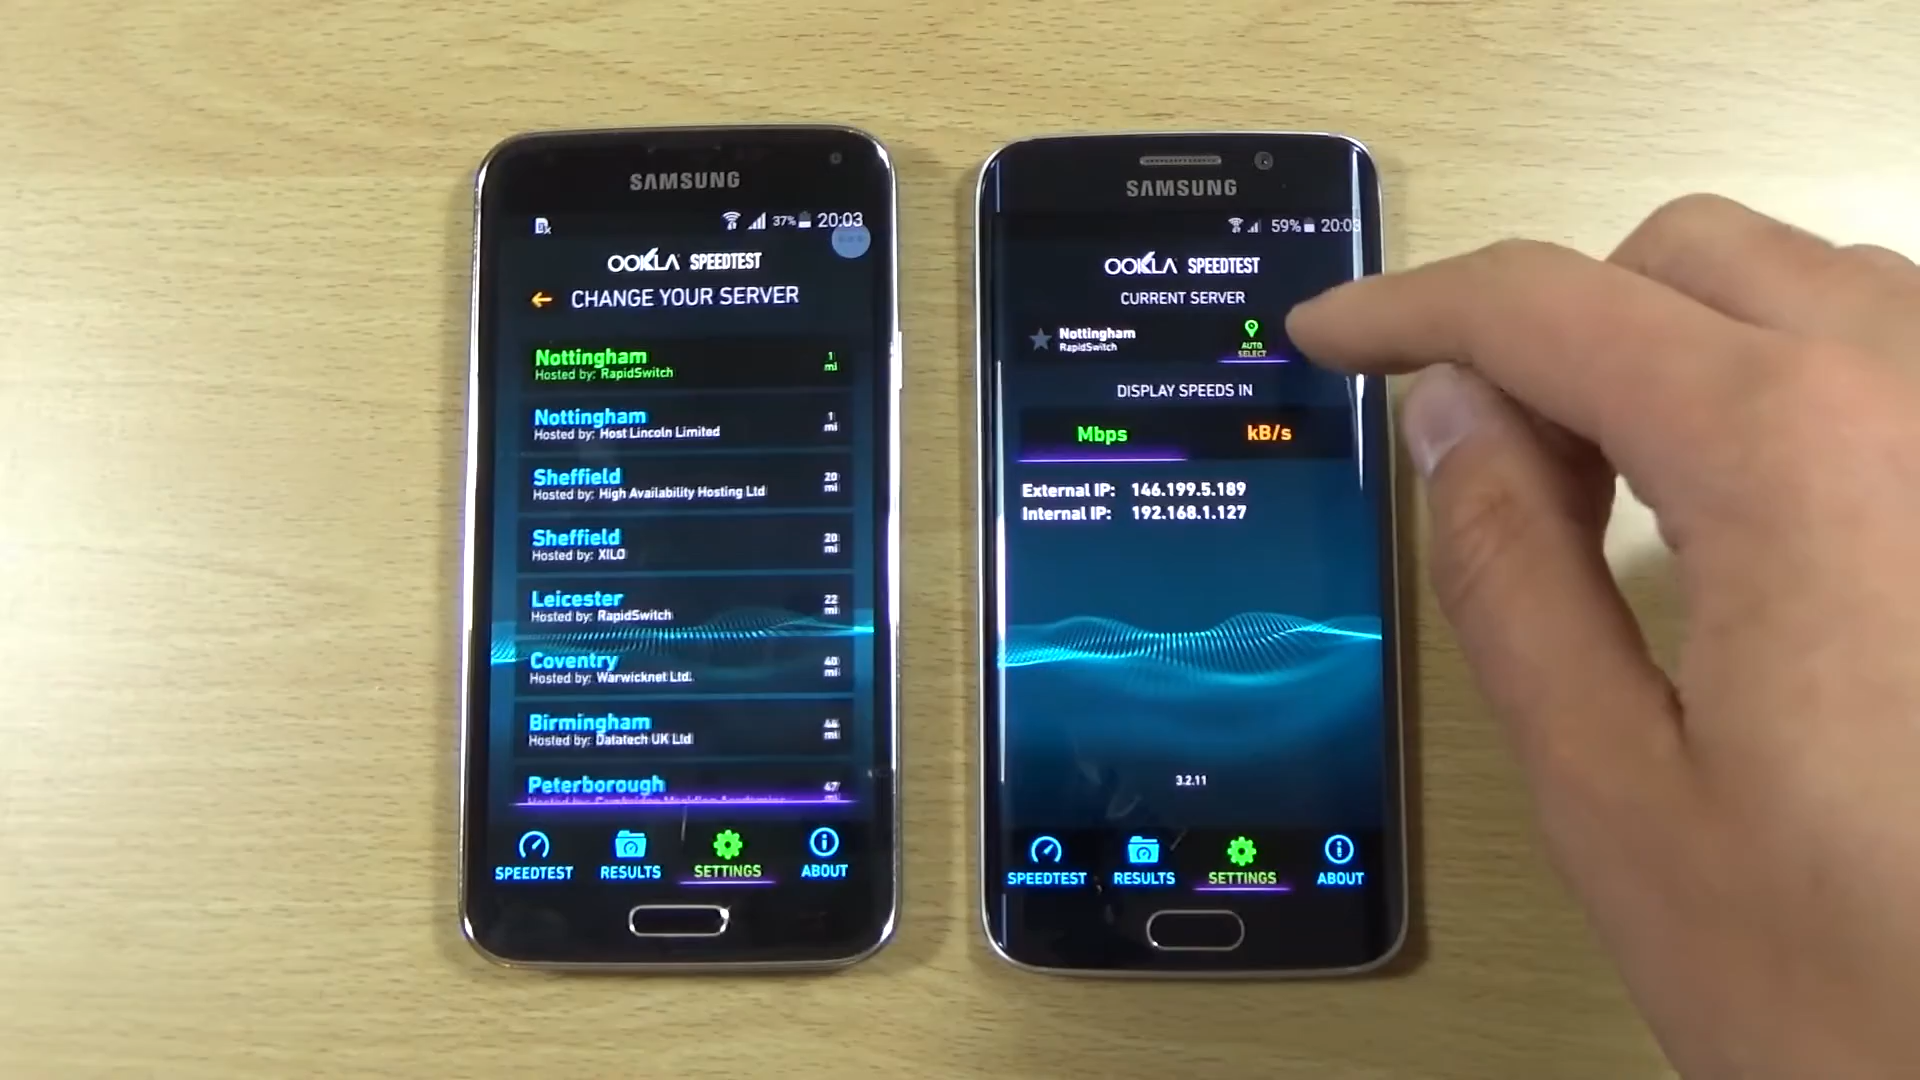 SAMSUNG
37% 20:03
OOKLA SPEEDTEST
CHANGE YOUR SERVER
Nottingham 1 mi
Hosted by: RapidSwitch
Nottingham 1 mi
Hosted by: Host Lincoln Limited
Sheffield 20 mi
Hosted by: High Availability Hosting Ltd
Sheffield 20 mi
Hosted by: XILO
Leicester 22 mi
Hosted by: RapidSwitch
Coventry 40 mi
Hosted by: Warwicknet Ltd.
Birmingham mi
Hosted by: Datatech UK Ltd
Peterborough 47
SPEEDTEST RESULTS SETTINGS ABOUT
SAMSUNG
59% 20:03
OOKLA SPEEDTEST
CURRENT SERVER
Nottingham
RapidSwitch
AUTO
SELECT
DISPLAY SPEEDS IN
Mbps kB/s
External IP: 146.199.5.189
Internal IP: 192.168.1.127
3.2.11
SPEEDTEST RESULTS SETTINGS ABOUT